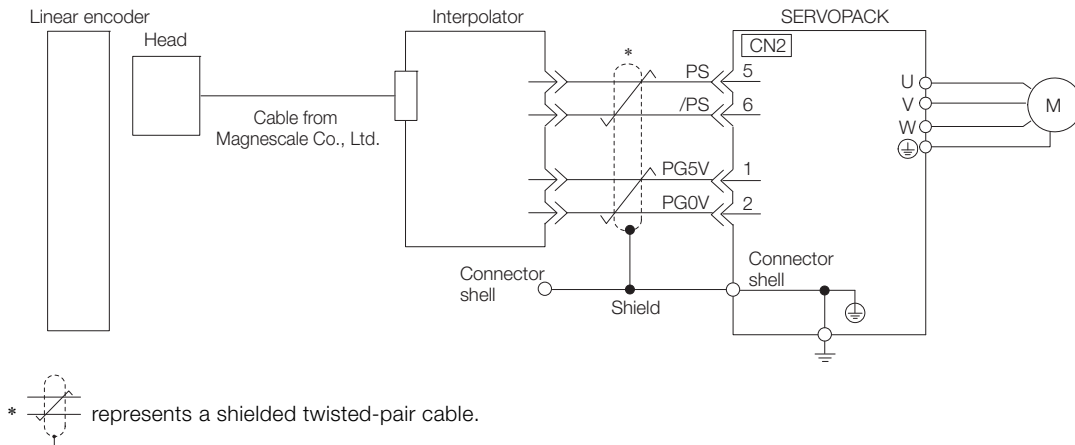 Linear encoder
Head
Interpolator
SERVOPACK
*
CN2
PS
5
/PS
6
Cable from
Magnescale Co., Ltd.
PG5V
1
PG0V
2
U
V
W
M
Connector
shell
Shield
Connector
shell
* represents a shielded twisted-pair cable.